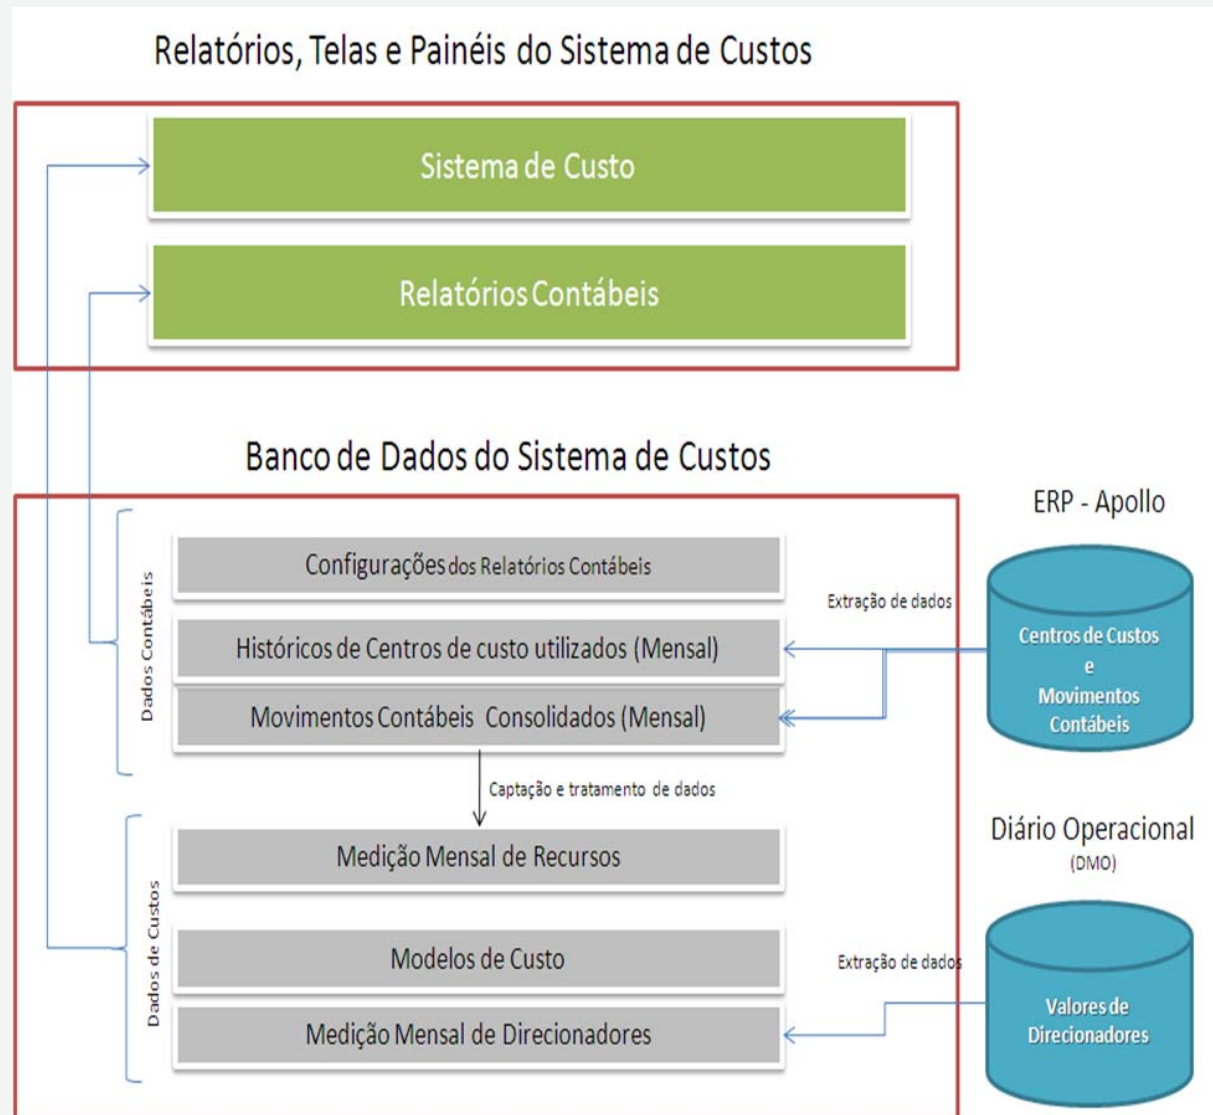 Relatórios, Telas e Painéis do Sistema de Custos
Sistema de Custo
Relatórios Contábeis
Banco de Dados do Sistema de Custos
ERP - Apollo
Dados Contábeis
Configurações dos Relatórios Contábeis
Extração de dados
Históricos de Centros de custo utilizados (Mensal)
Centros de Custos
e
Movimentos
Contábeis
Movimentos Contábeis Consolidados (Mensal)
Captação e tratamento de dados
Diário Operacional
(DMO)
Dados de Custos
Medição Mensal de Recursos
Modelos de Custo
Extração de dados
Valores de
Direcionadores
Medição Mensal de Direcionadores